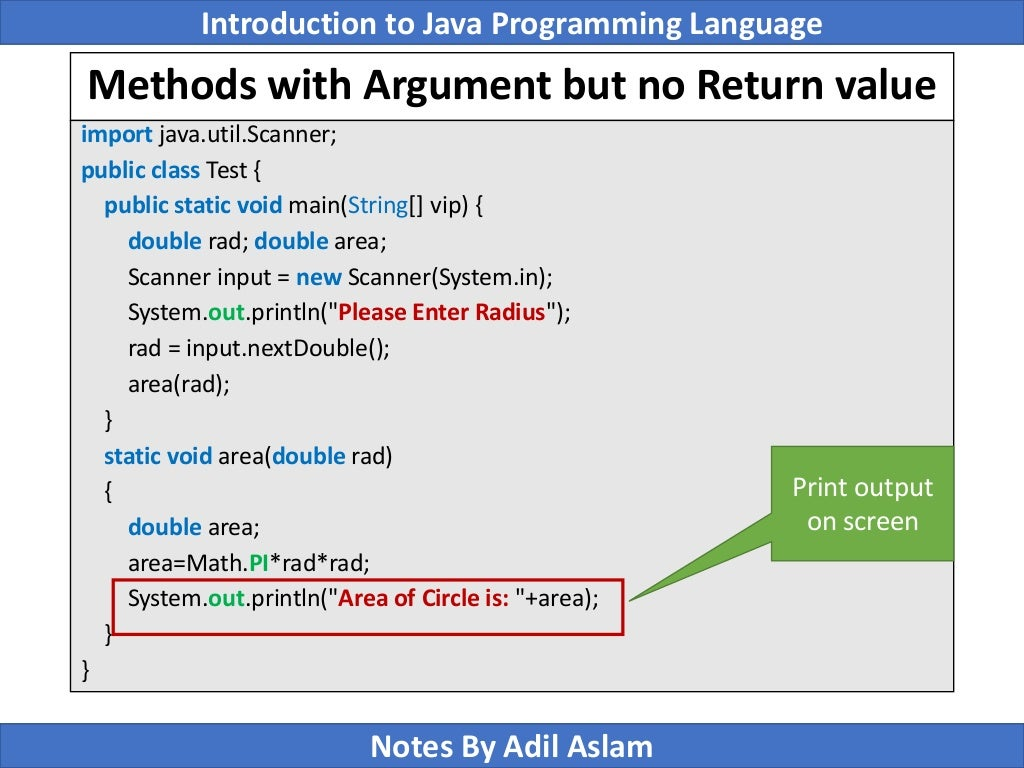 Introduction to Java Programming Language
Methods with Argument but no Return value
import java.util.Scanner;
public class Test {
public static void main(String[] vip) {
double rad; double area;
Scanner input = new Scanner(System.in);
System.out.println("Please Enter Radius");
rad = input.nextDouble();
area(rad);
}
static void area(double rad)
{
double area;
area=Math.PI*rad*rad;
System.out.println("Area of Circle is: "+area);
}
}
Print output
on screen
Notes By Adil Aslam